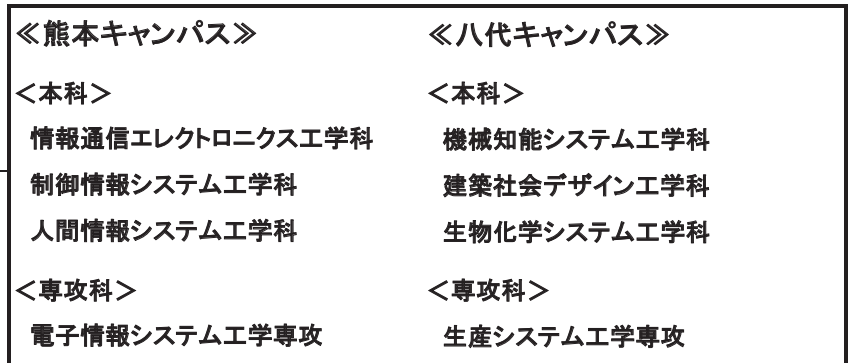 ≪熊本キャンパス≫
＜本科＞
情報通信エレクトロニクス工学科
制御情報システム工学科
人間情報システム工学科
＜専攻科＞
電子情報システム工学専攻
≪八代キャンパス≫
＜本科＞
機械知能システム工学科
建築社会デザイン工学科
生物化学システム工学科
＜専攻科＞
生産システム工学専攻